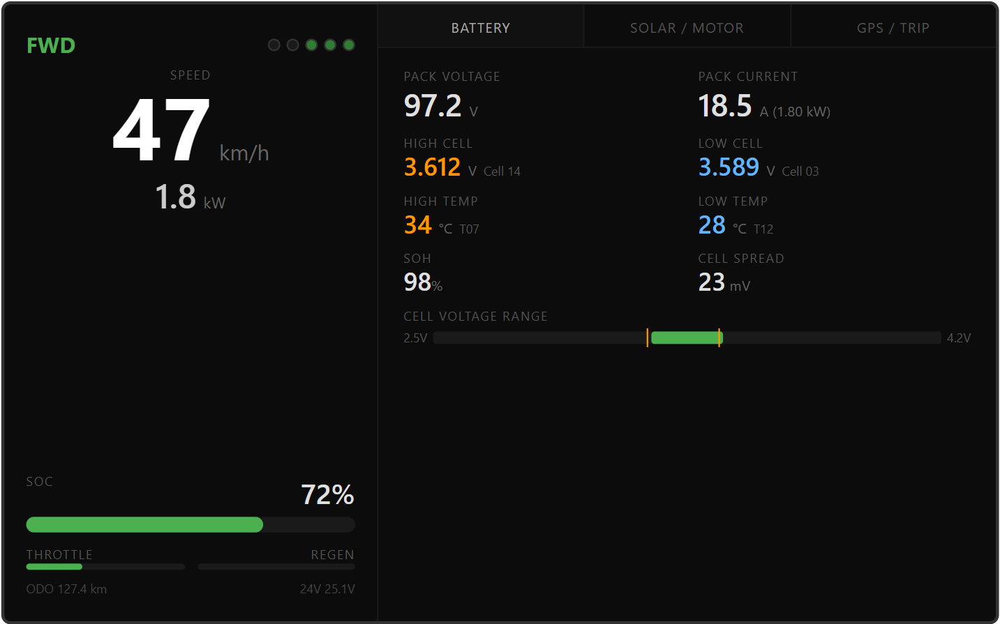 FWD
SPEED
47 km/h
1.8 kW
SOC
72%
THROTTLE REGEN
ODO 127.4 km 24V 25.1V
BATTERY SOLAR / MOTOR GPS / TRIP
PACK VOLTAGE PACK CURRENT
97.2 V 18.5 A (1.80 kW)
HIGH CELL LOW CELL
3.612 V Cell 14 3.589 V Cell 03
HIGH TEMP LOW TEMP
34 °C T07 28 °C T12
SOH CELL SPREAD
98% 23 mV
CELL VOLTAGE RANGE
2.5V 4.2V